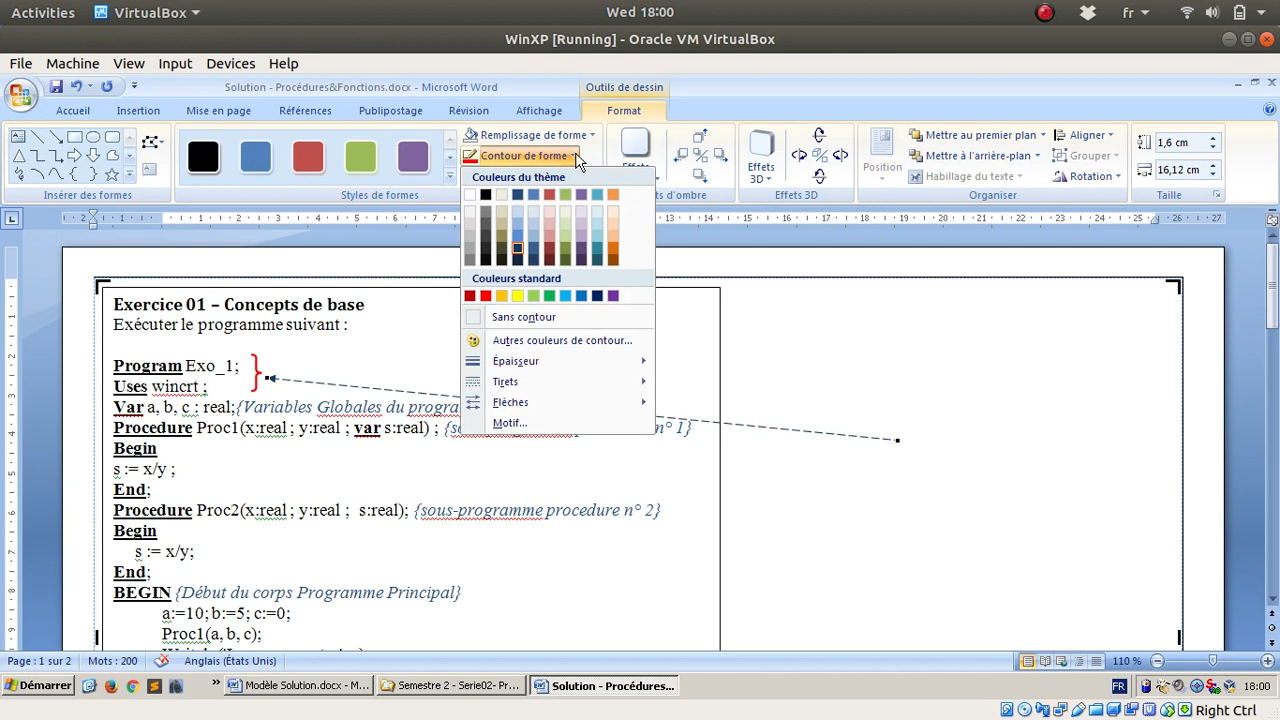 Activities VirtualBox Wed 18:00 fr
WinXP [Running] - Oracle VM VirtualBox
File Machine View Input Devices Help
Solution - Procédures&Fonctions.docx - Microsoft Word Outils de dessin
Accueil Insertion Mise en page Références Publipostage Révision Affichage Format
Remplissage de forme
Contour de forme
Effets
3D
Position
Mettre au premier plan
Mettre à l'arrière-plan
Habillage du texte
Aligner
Grouper
Rotation
1,6 cm
16,12 cm
Insérer des formes Styles de formes Effets 3D Organiser Taille
Couleurs du thème
Couleurs standard
Sans contour
Autres couleurs de contour...
Épaisseur
Tirets
Flèches
Motif...
Exercice 01 – Concepts de base
Exécuter le programme suivant :
Program Exo_1;
Uses wincrt ;
Var a, b, c : real;{Variables Globales du
Procedure Proc1(x:real ; y:real ; var s:real) ; n° 1}
Begin
s := x/y ;
End;
Procedure Proc2(x:real ; y:real ; s:real); {sous-programme procedure n° 2}
Begin
s := x/y;
End;
BEGIN {Début du corps Programme Principal}
a:=10; b:=5; c:=0;
Proc1(a, b, c);
Page : 1 sur 2 Mots : 200 Anglais (États Unis) 110 %
Démarrer Modèle Solution.docx - M... Semestre 2 - Serie02- Pr... Solution - Procédures... FR 18:00
Right Ctrl